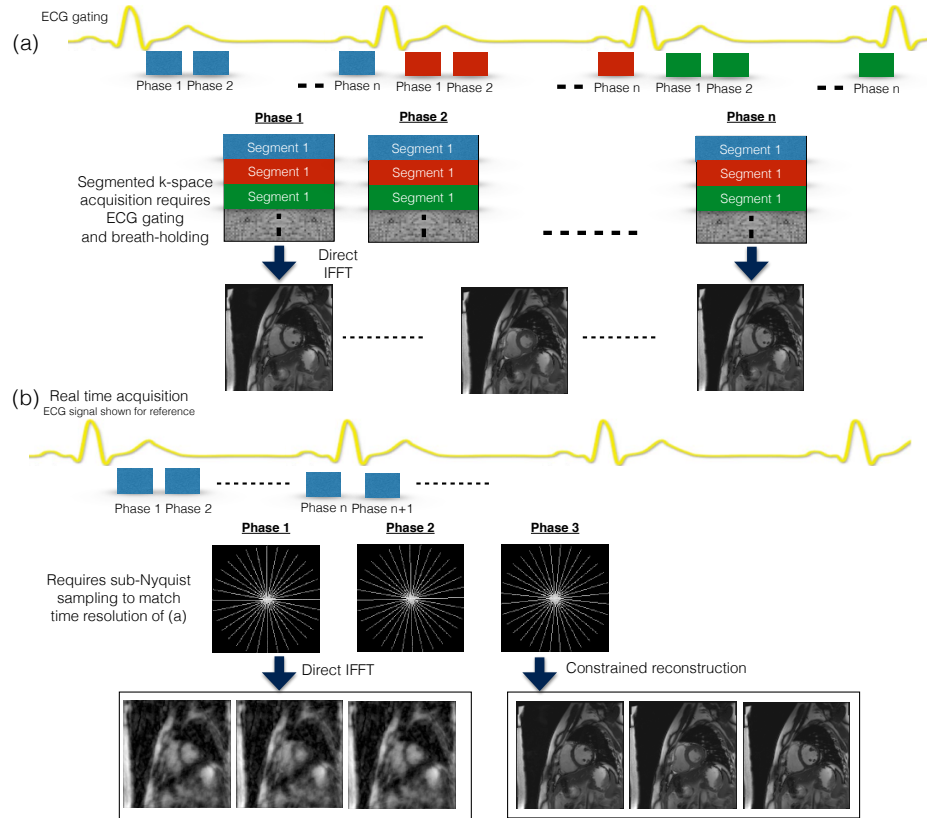 ECG gating
(a)
Phase 1 Phase 2 Phase n Phase 1 Phase 2 Phase n Phase 1 Phase 2 Phase n
Phase 1 Phase 2 Phase n
Segment 1 Segment 1 Segment 1
Segment 1 Segment 1 Segment 1
Segment 1 Segment 1 Segment 1
Segmented k-space
acquisition requires
ECG gating
and breath-holding
Direct
IFFT
(b)
Real time acquisition
ECG signal shown for reference
Phase 1 Phase 2 Phase n Phase n+1
Phase 1 Phase 2 Phase 3
Requires sub-Nyquist
sampling to match
time resolution of (a)
Direct IFFT
Constrained reconstruction